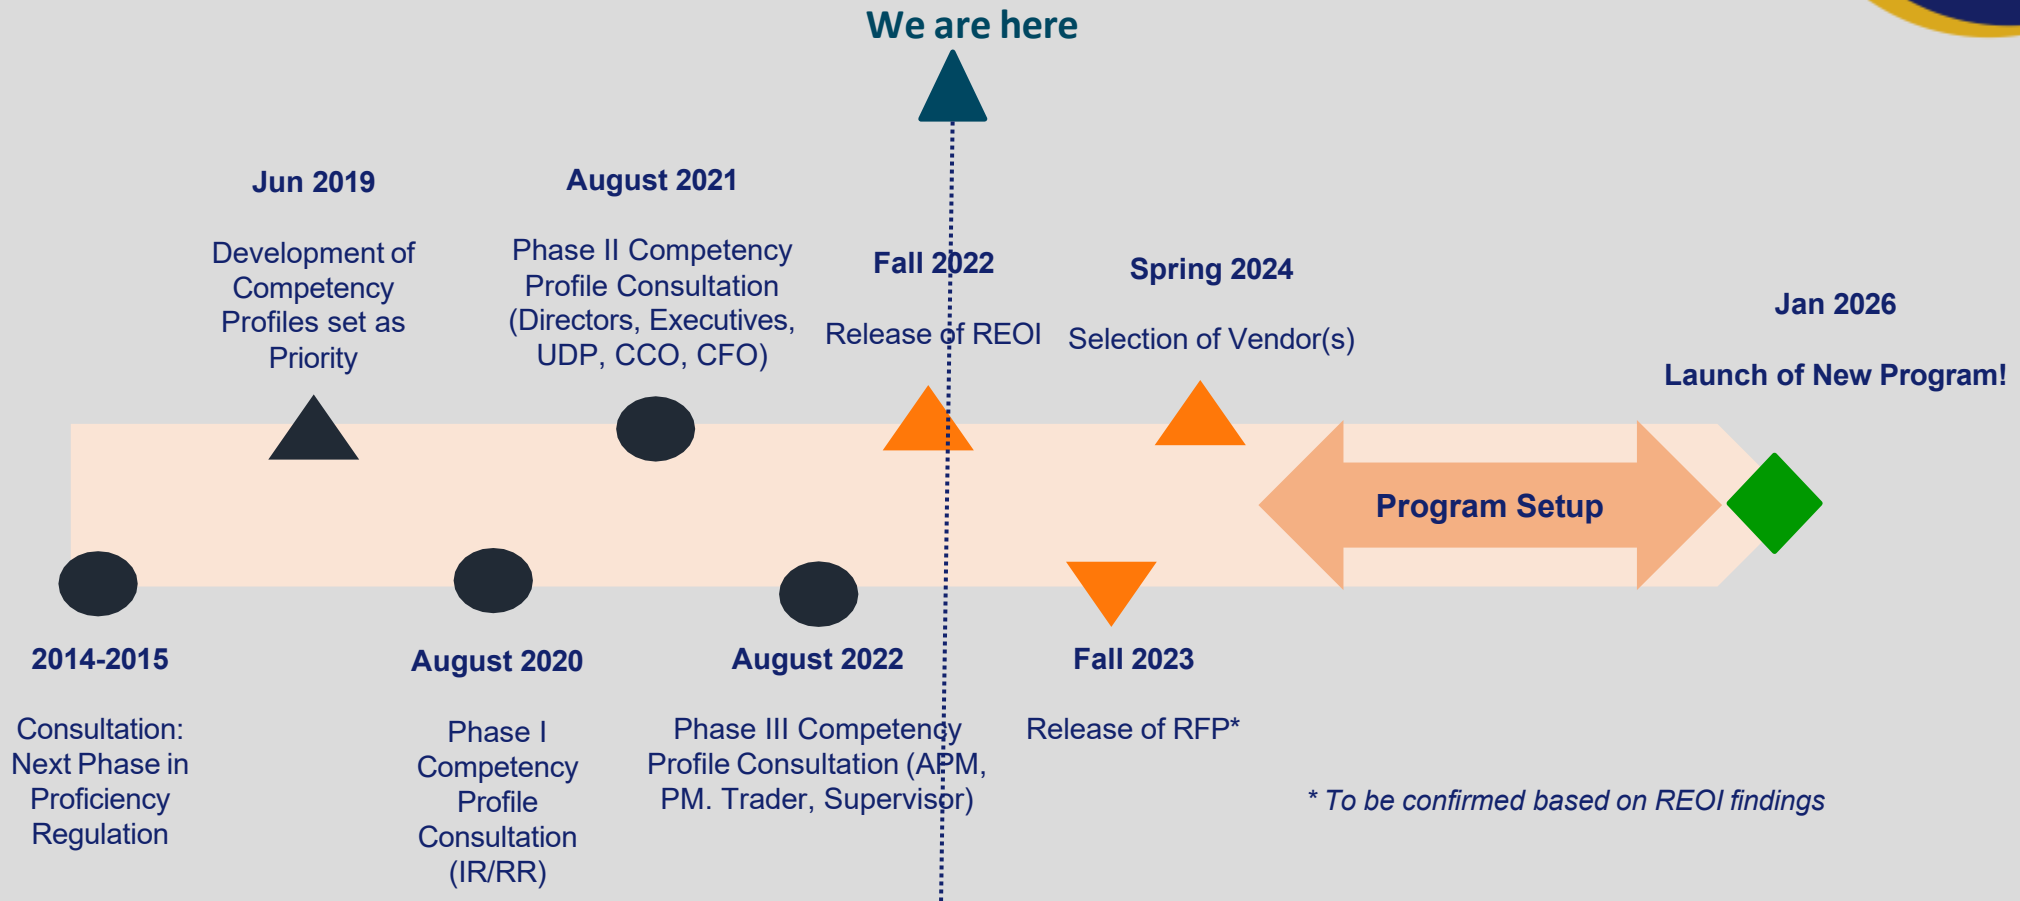 We are here
Jun 2019
Development of
Competency
Profiles set as
Priority
August 2021
Phase II Competency
Profile Consultation
(Directors, Executives,
UDP, CCO, CFO)
Fall 2022
Release of REOI
Spring 2024
Selection of Vendor(s)
Jan 2026
Launch of New Program!
Program Setup
2014-2015
Consultation:
Next Phase in
Proficiency
Regulation
August 2020
Phase I
Competency
Profile
Consultation
(IR/RR)
August 2022
Phase III Competency
Profile Consultation (APM,
PM. Trader, Supervisor)
Fall 2023
Release of RFP*
* To be confirmed based on REOI findings